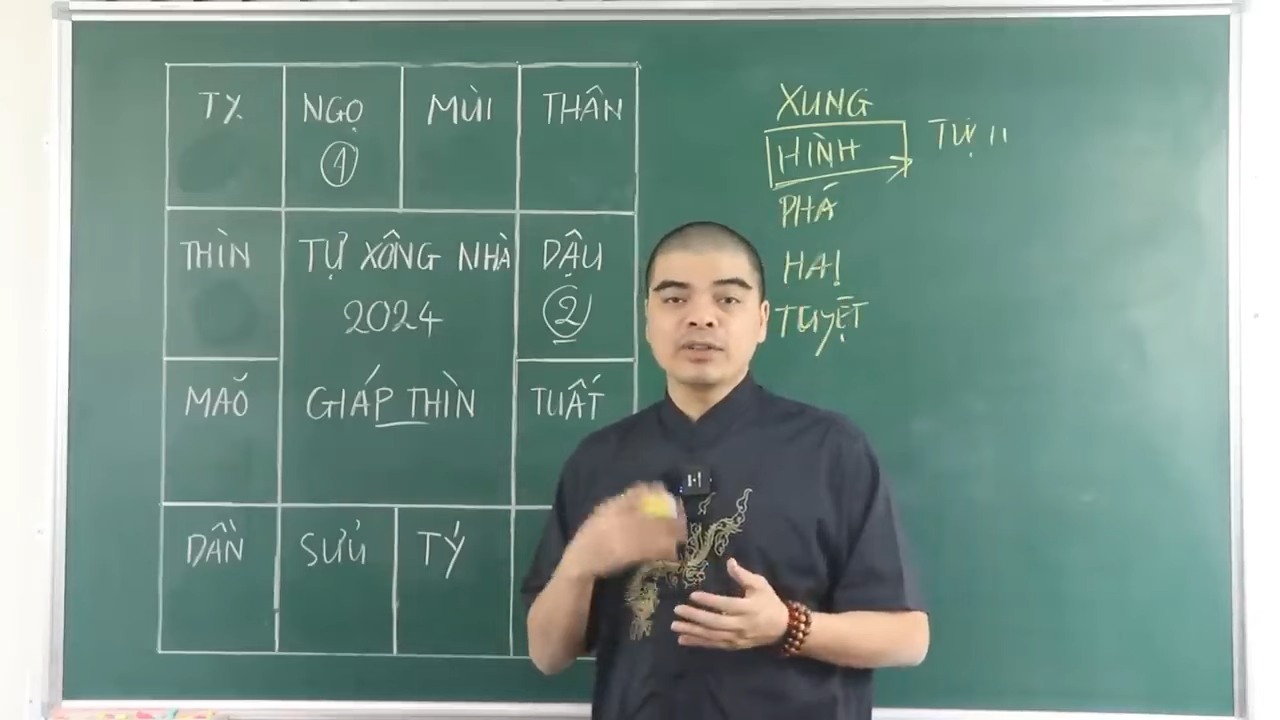 TỴ NGỌ MÙI THÂN
①
THÌN TỰ XÔNG NHÀ DẬU
2024 ②
MÃO GIÁP THÌN TUẤT
DẦN SỬU TÝ
XUNG
HÌNH TỰ
PHÁ
HẠI
TUYỆT